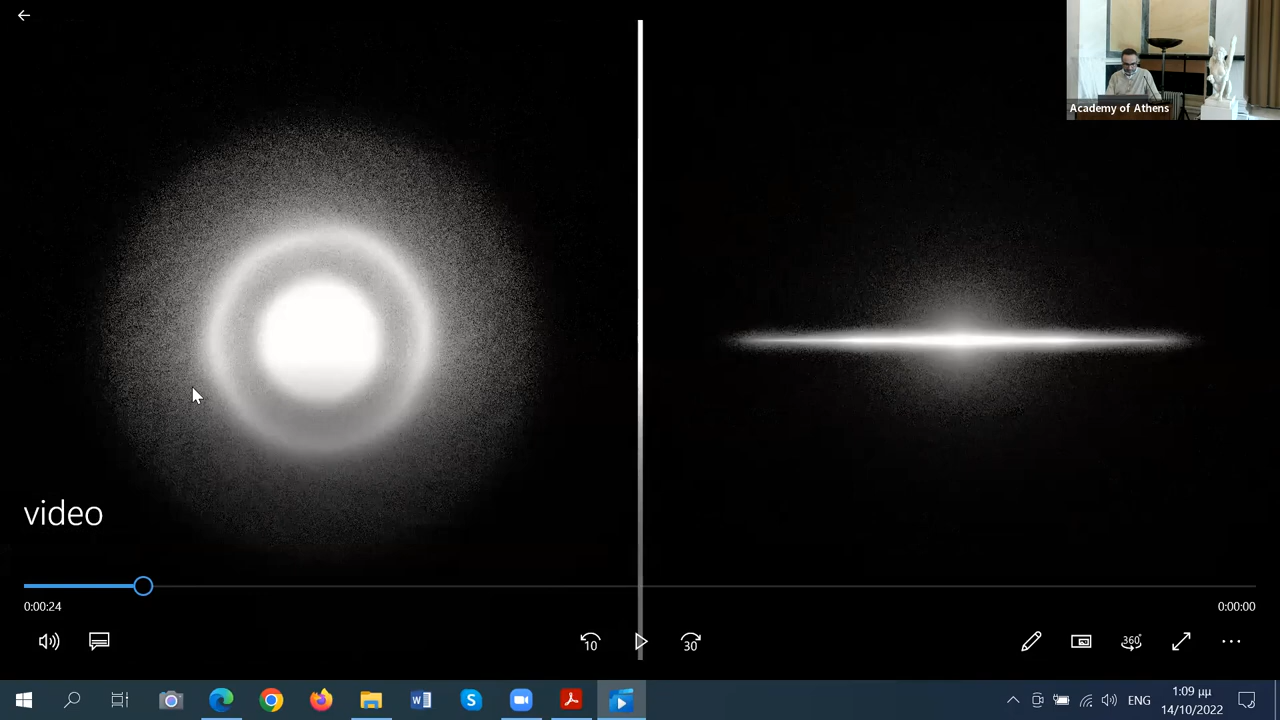 Academy of Athens
video
0:00:24
0:00:00
10
30
360°
W
S
ENG
1:09 μμ
14/10/2022